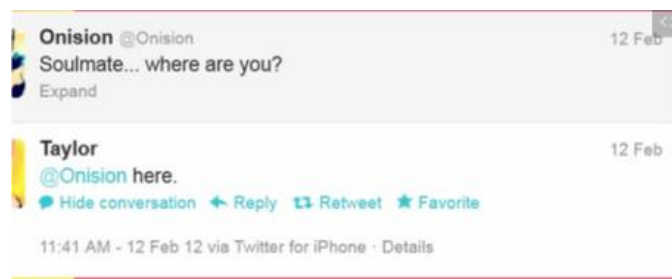 Onision @Onision 12 Feb
Soulmate... where are you?
Expand
Taylor 12 Feb
@Onision here.
Hide conversation Reply Retweet Favorite
11:41 AM - 12 Feb 12 via Twitter for iPhone · Details